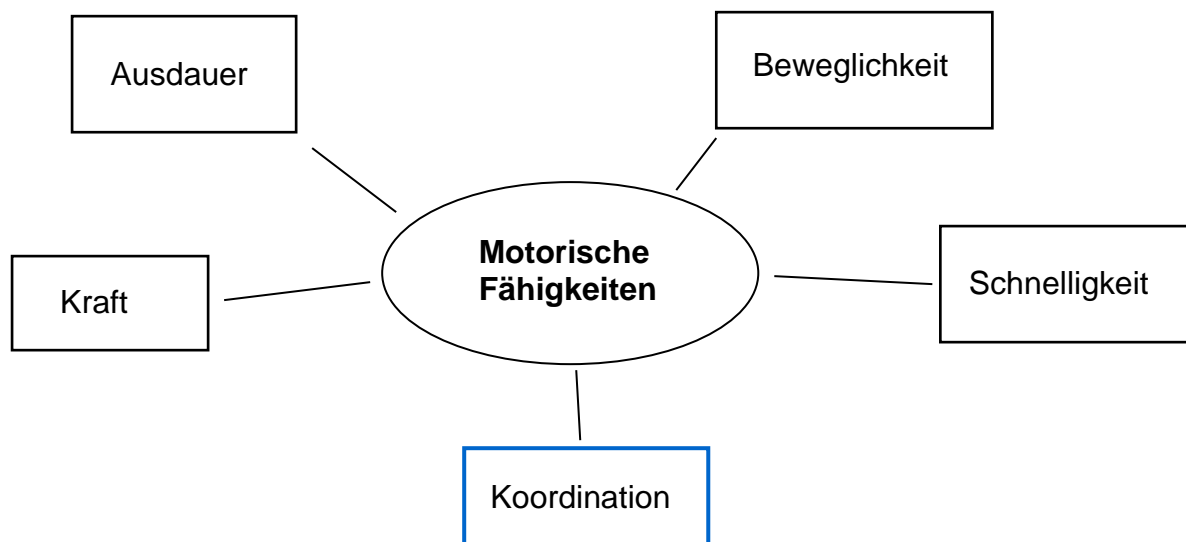 Ausdauer
Beweglichkeit
Motorische
Fähigkeiten
Kraft
Schnelligkeit
Koordination